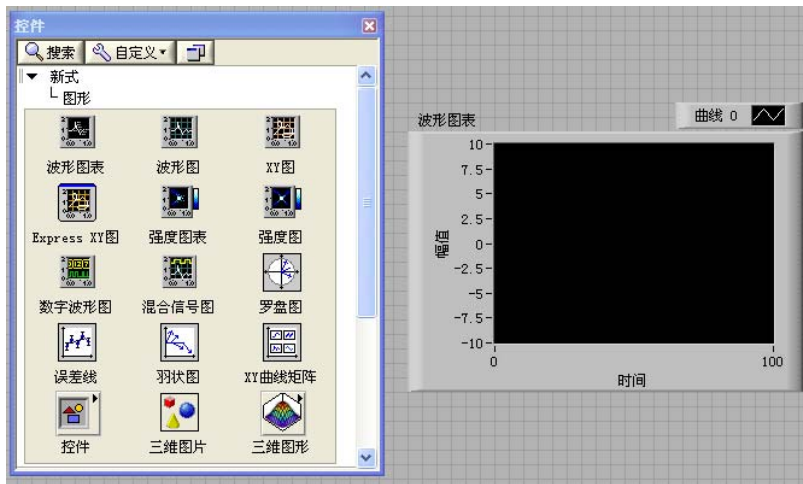 控件
搜索 自定义
新式
图形
波形图表 波形图 XY图
Express XY图 强度图表 强度图
数字波形图 混合信号图 罗盘图
误差线 羽状图 XY曲线矩阵
控件 三维图片 三维图形
波形图表
曲线 0
10
7.5
5
2.5
0
-2.5
-5
-7.5
-10
幅值
0 100
时间